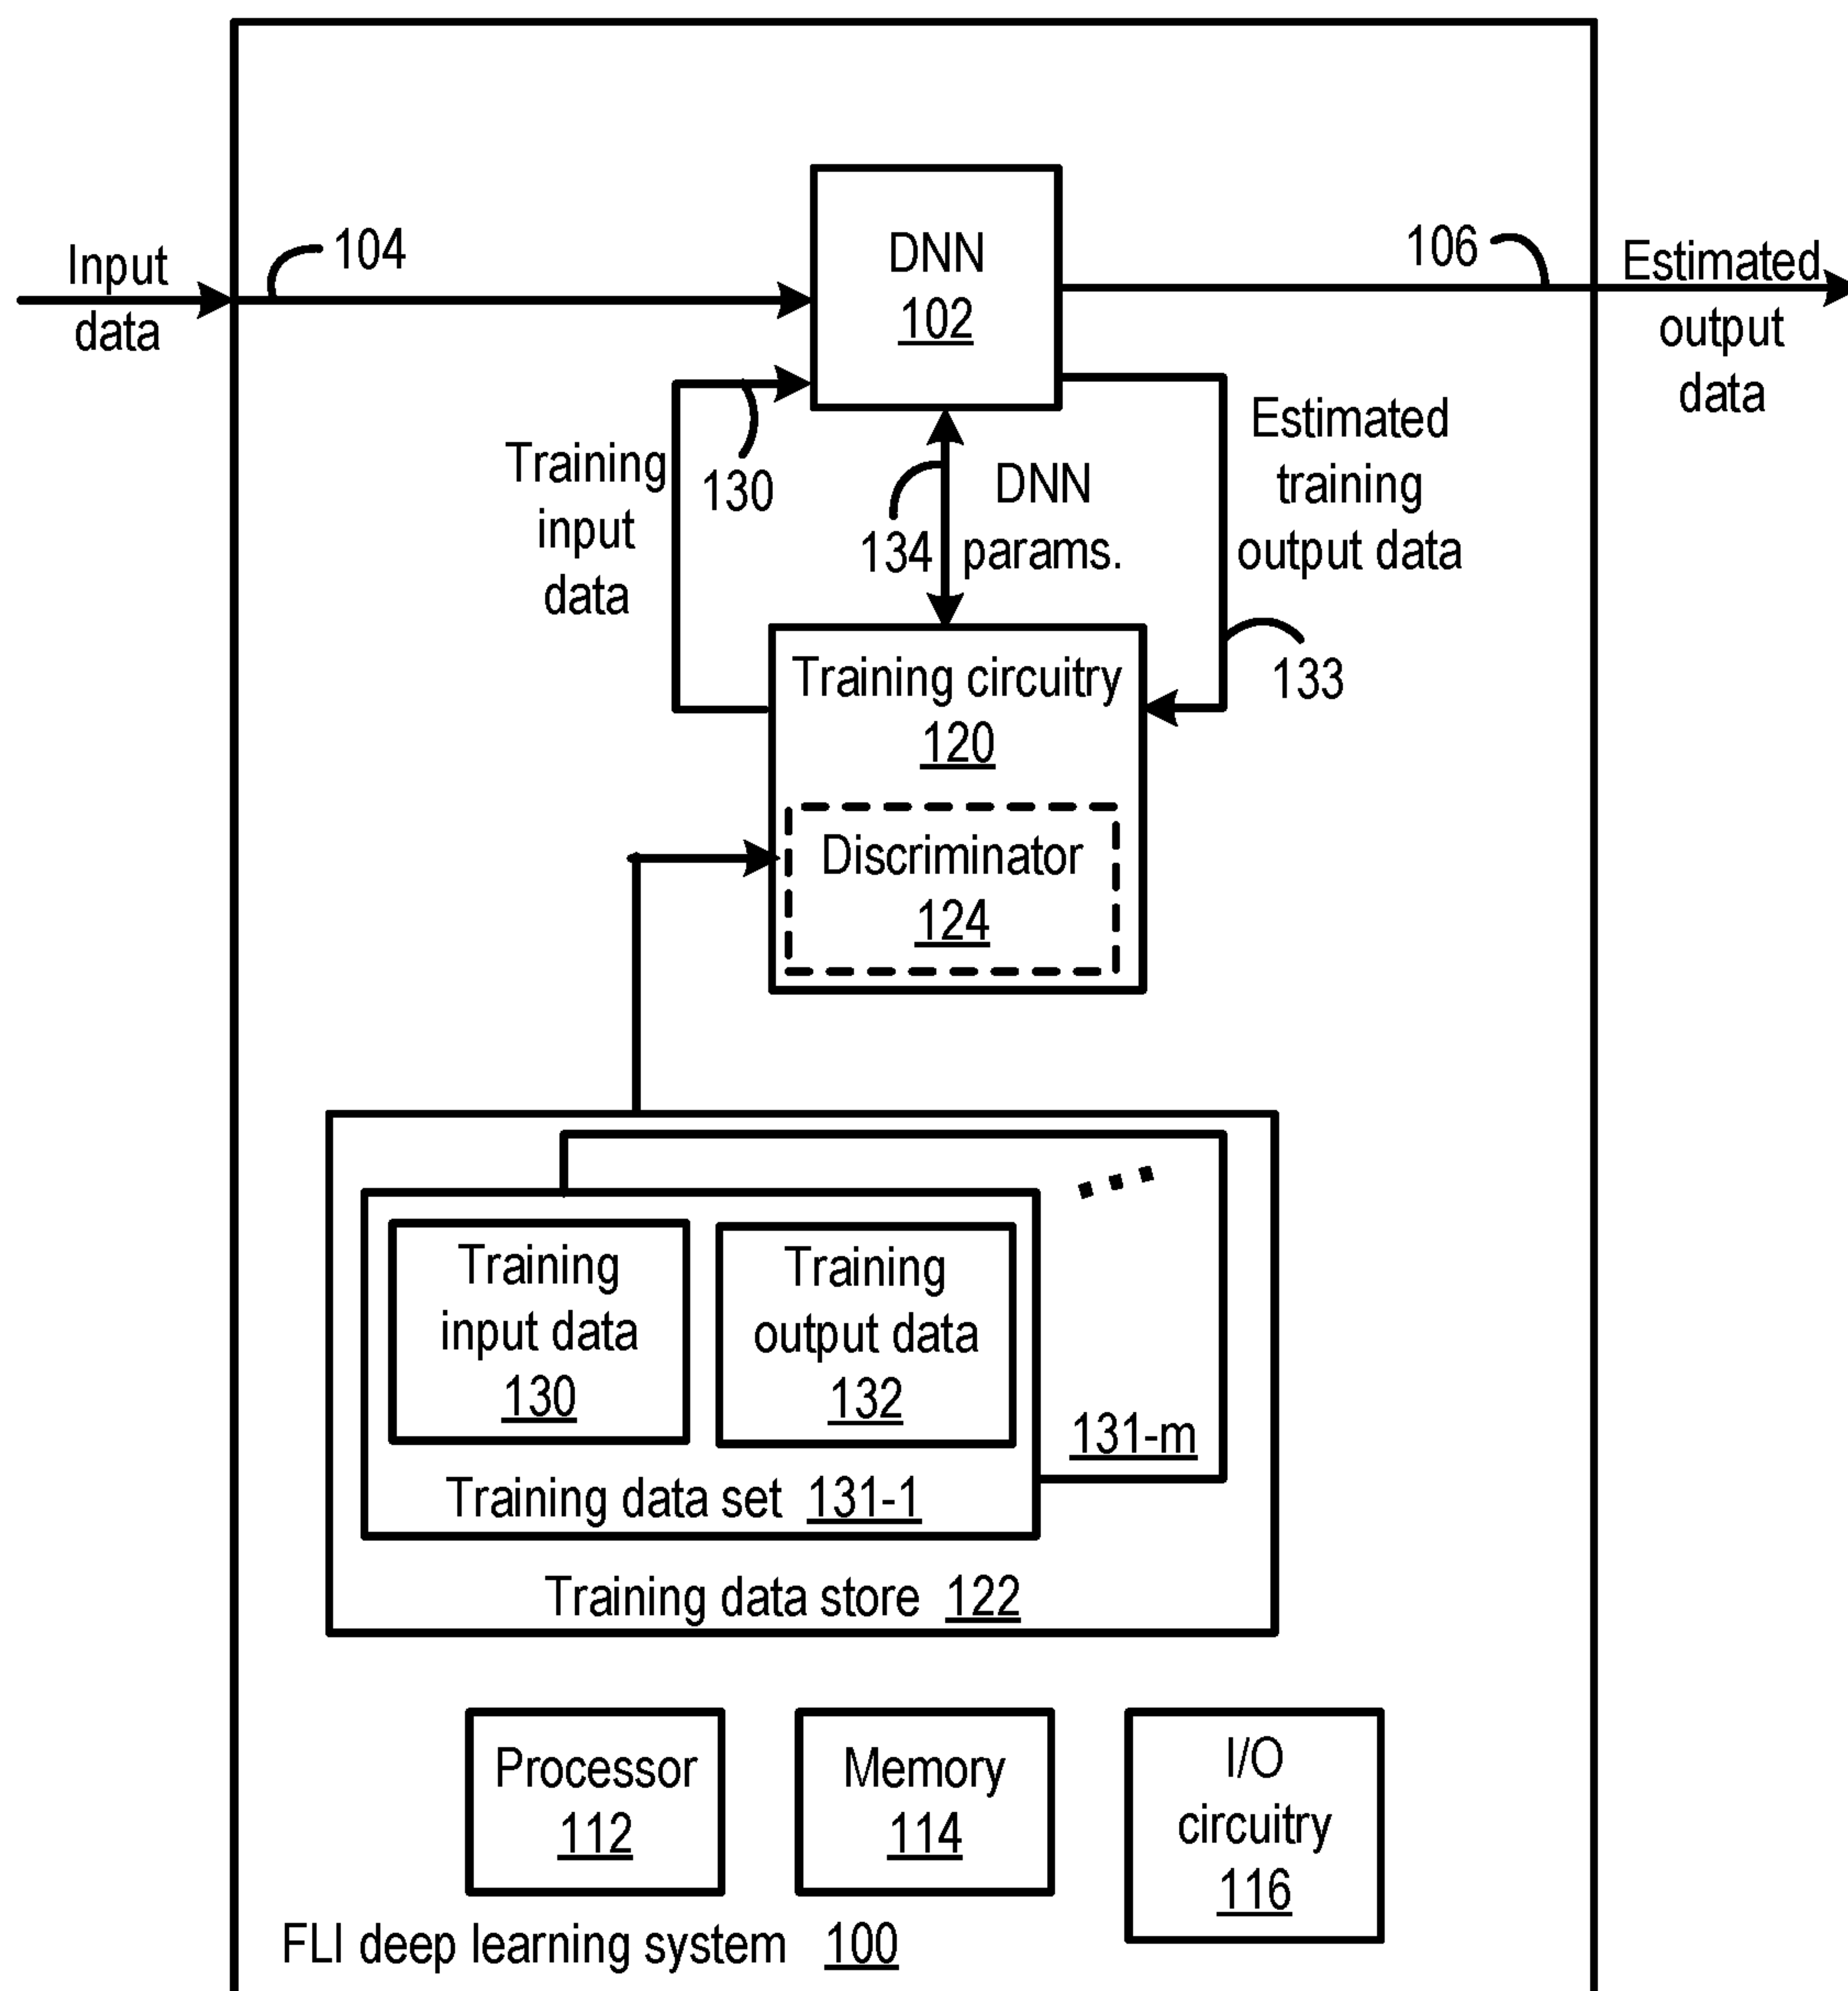 Input
data
104
DNN
102
106
Estimated
output
data
Training
input
data
130
134
DNN
params.
Estimated
training
output data
133
Training circuitry
120
Discriminator
124
Training
input data
130
Training
output data
132
131-m
Training data set 131-1
Training data store 122
Processor
112
Memory
114
I/O
circuitry
116
FLI deep learning system 100